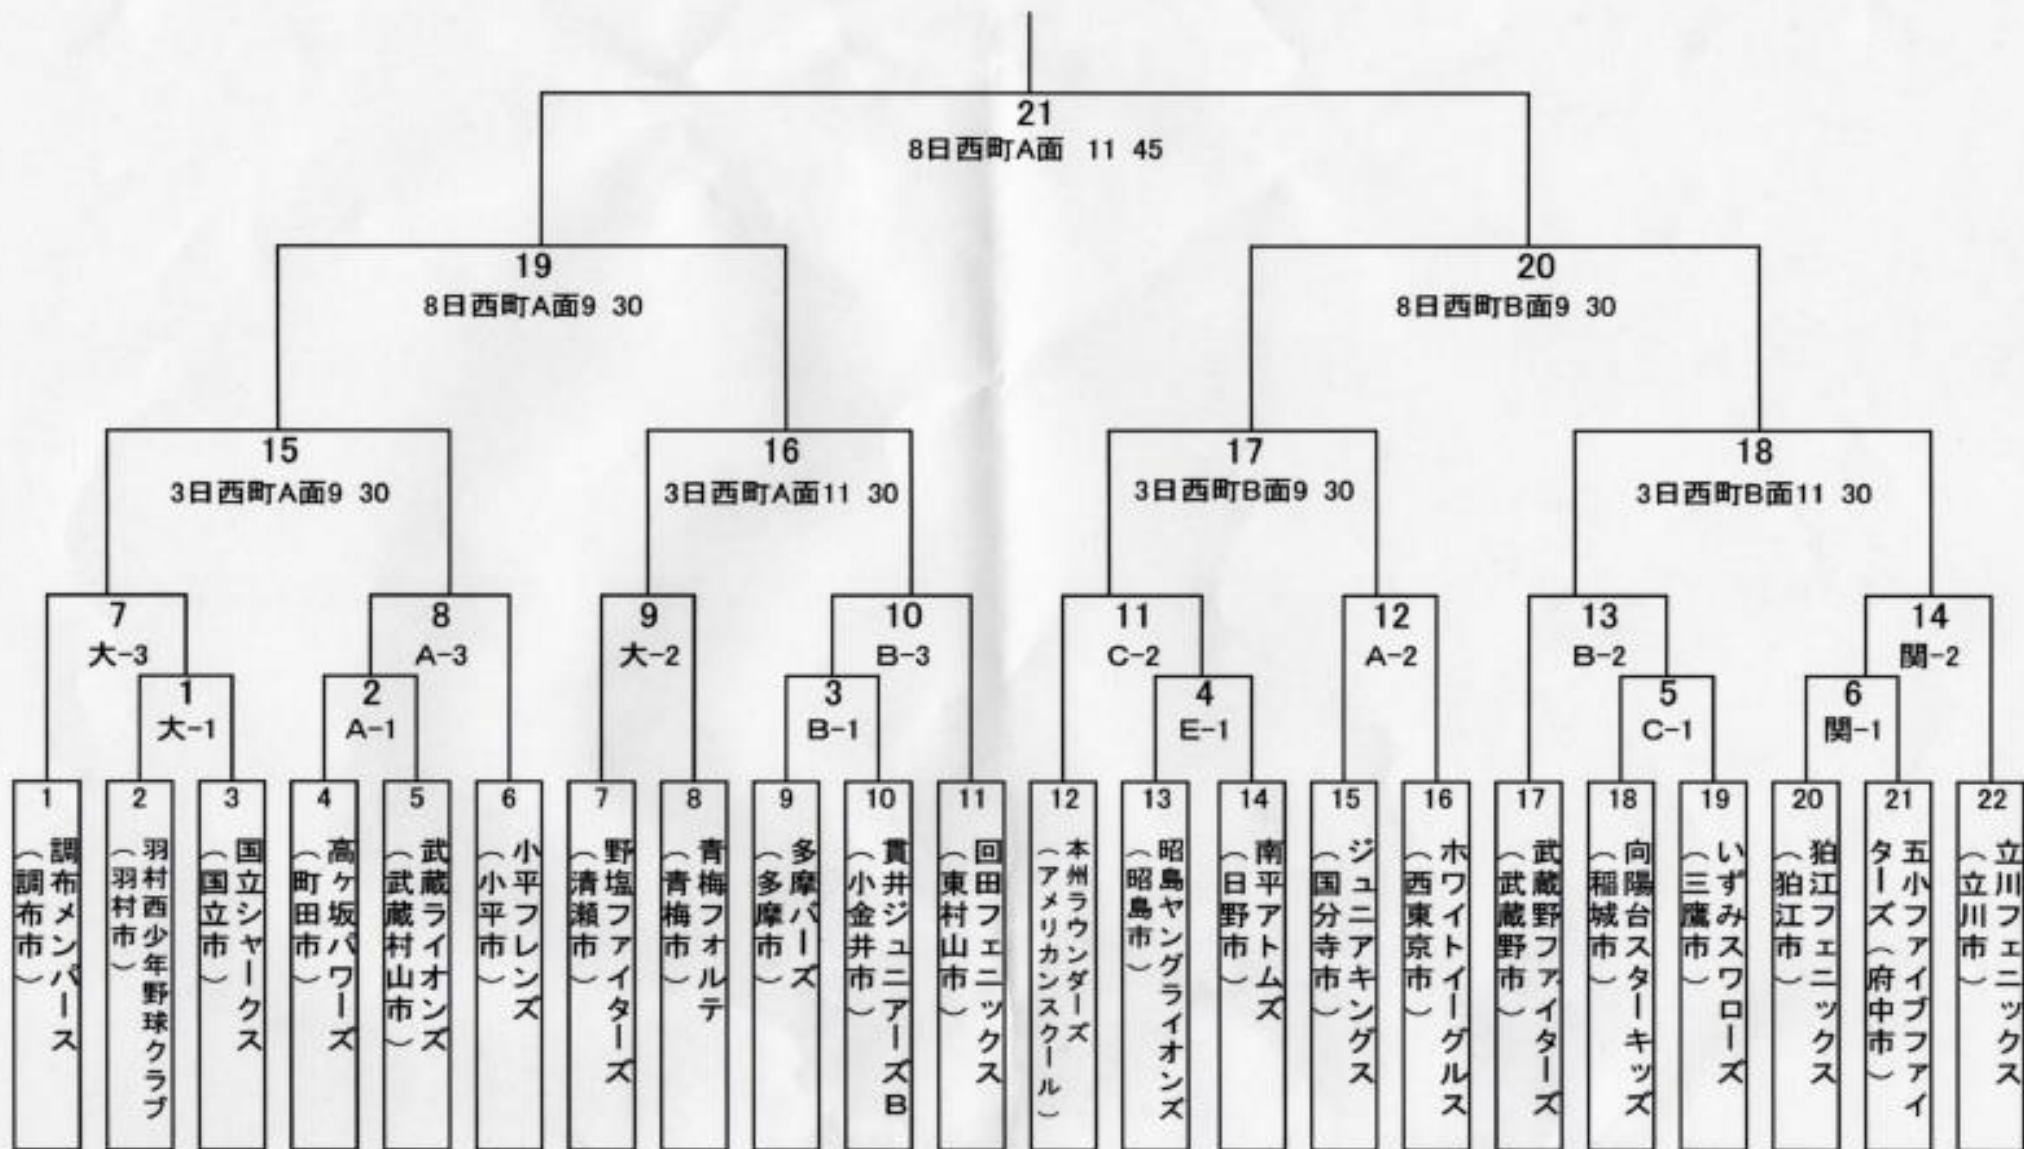 21
8日西町A面 11 45
19
8日西町A面9 30
20
8日西町B面9 30
15
3日西町A面9 30
16
3日西町A面11 30
17
3日西町B面9 30
18
3日西町B面11 30
7
大-3
8
A-3
9
大-2
10
B-3
11
C-2
12
A-2
13
B-2
14
関-2
1
大-1
2
A-1
3
B-1
4
E-1
5
C-1
6
関-1
1
調布メンパース
（調布市）
2
羽村西少年野球クラブ
（羽村市）
3
国立シャークス
（国立市）
4
高ヶ坂パワーズ
（町田市）
5
武蔵ライオンズ
（武蔵村山市）
6
小平フレンズ
（小平市）
7
野塩ファイターズ
（清瀬市）
8
青梅フォルテ
（青梅市）
9
多摩バーズ
（多摩市）
10
貫井ジュニアーズB
（小金井市）
11
回田フェニックス
（東村山市）
12
本州ラウンダーズ
（アメリカンスクール）
13
昭島ヤングライオンズ
（昭島市）
14
南平アトムズ
（日野市）
15
ジュニアキングス
（国分寺市）
16
ホワイトイーグルス
（西東京市）
17
武蔵野ファイターズ
（武蔵野市）
18
向陽台スターキッズ
（稲城市）
19
いずみスワローズ
（三鷹市）
20
狛江フェニックス
（狛江市）
21
五小ファイブファイ
ターズ（府中市）
22
立川フェニックス
（立川市）